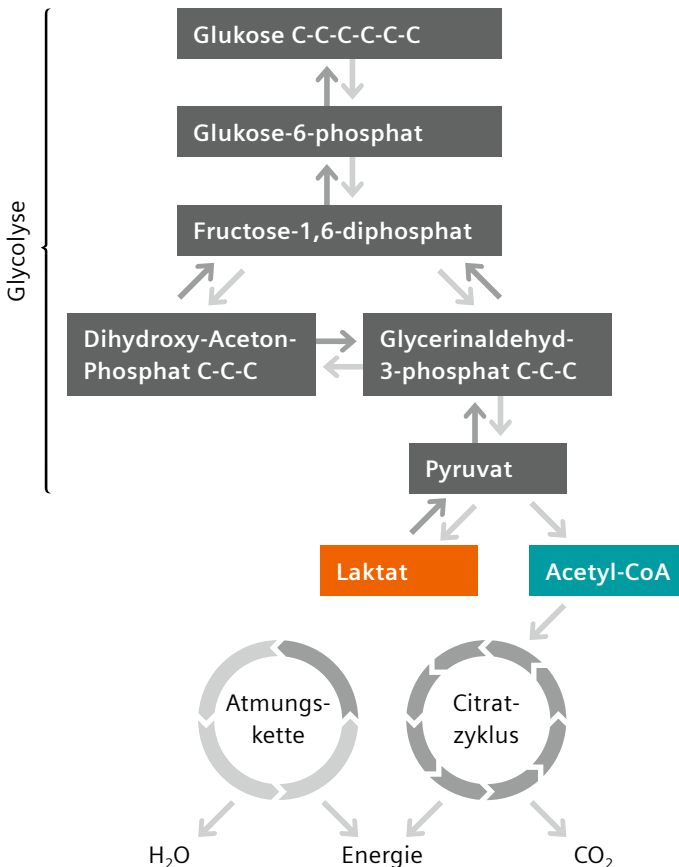 Glycolyse
Glukose C-C-C-C-C-C
Glukose-6-phosphat
Fructose-1,6-diphosphat
Dihydroxy-Aceton-
Phosphat C-C-C
Glycerinaldehyd-
3-phosphat C-C-C
Pyruvat
Laktat
Acetyl-CoA
Atmungs-
kette
Citrat-
zyklus
H₂O
Energie
CO₂